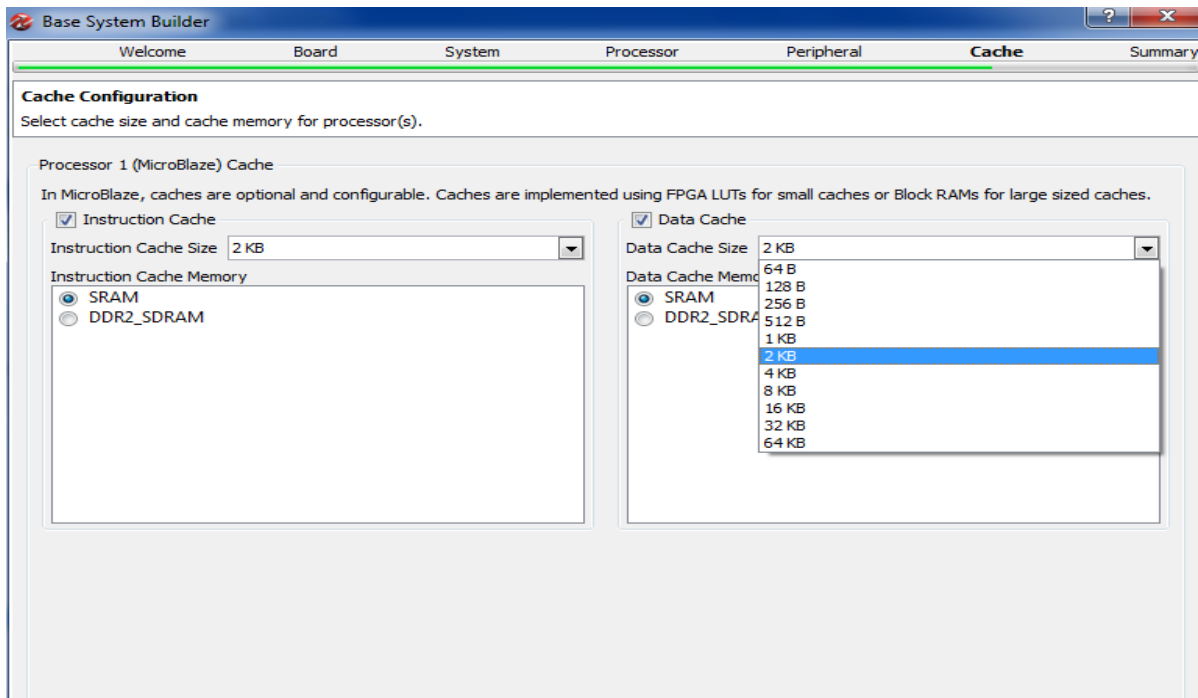 Base System Builder
Welcome Board System Processor Peripheral Cache Summary
Cache Configuration
Select cache size and cache memory for processor(s).
Processor 1 (MicroBlaze) Cache
In MicroBlaze, caches are optional and configurable. Caches are implemented using FPGA LUTs for small caches or Block RAMs for large sized caches.
Instruction Cache
Instruction Cache Size 2 KB
Instruction Cache Memory
SRAM
DDR2_SDRAM
Data Cache
Data Cache Size 2 KB
Data Cache Memo
SRAM
DDR2_SDRA
64 B
128 B
256 B
512 B
1 KB
2 KB
4 KB
8 KB
16 KB
32 KB
64 KB